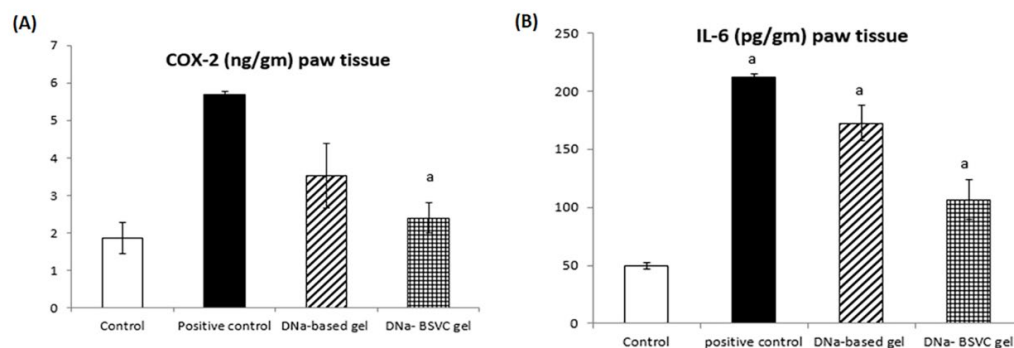 (A)
COX-2 (ng/gm) paw tissue
7
6
5
4
3
2
1
0
a
Control Positive control DNa-based gel DNa- BSVC gel
(B)
IL-6 (pg/gm) paw tissue
250
200
150
100
50
0
a
a
a
Control positive control DNa-based gel DNa- BSVC gel